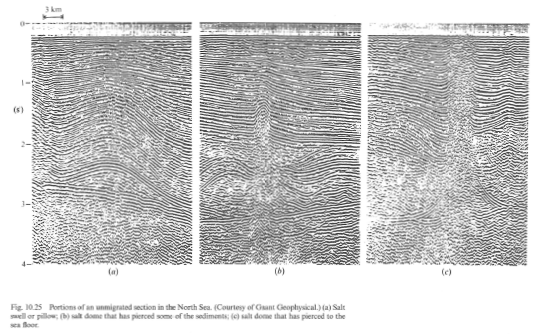 3 km
0
1
(s)
2
3
4
(a)
(b)
(c)
Fig. 10.25 Portions of an unmigrated section in the North Sea. (Courtesy of Grant Geophysical.) (a) Salt
swell or pillow; (b) salt dome that has pierced some of the sediments; (c) salt dome that has pierced to the
sea floor.